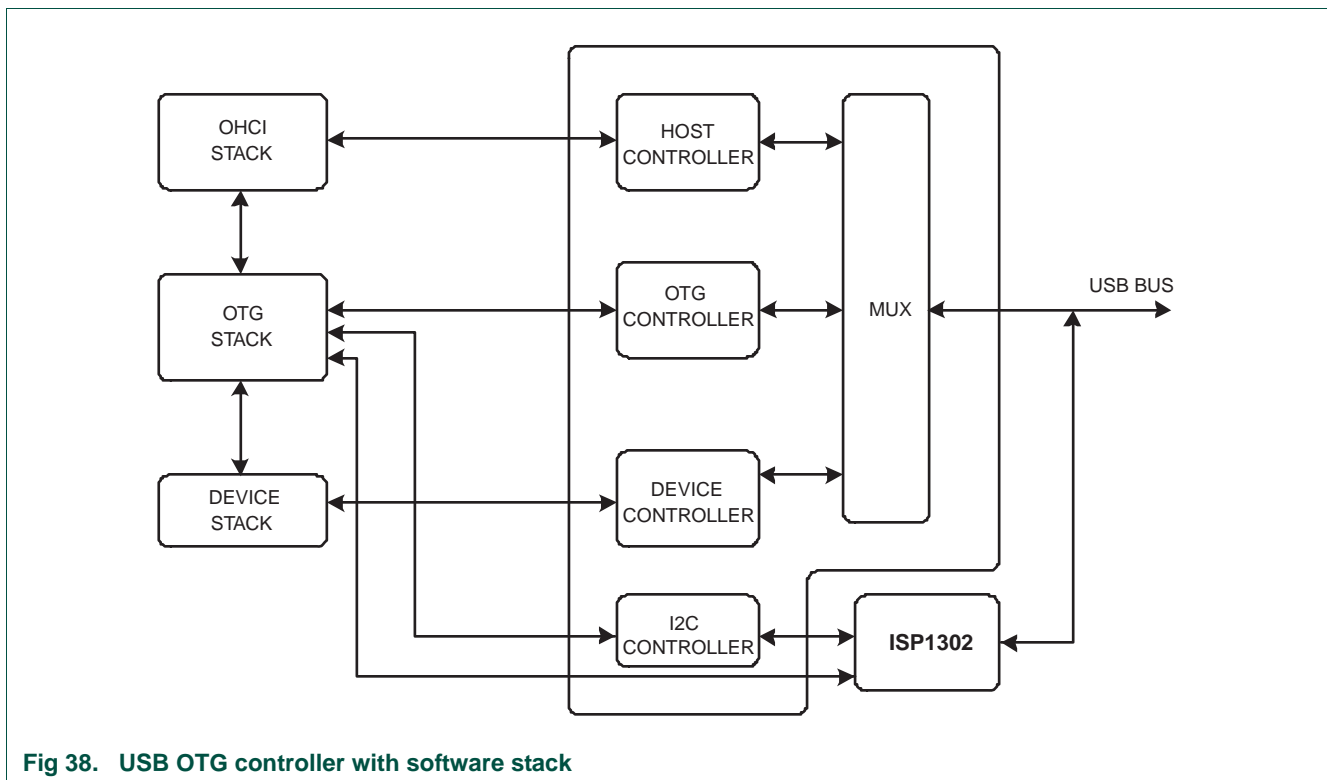 OHCI
STACK
HOST
CONTROLLER
OTG
STACK
OTG
CONTROLLER
MUX
USB BUS
DEVICE
STACK
DEVICE
CONTROLLER
I2C
CONTROLLER
ISP1302
Fig 38. USB OTG controller with software stack